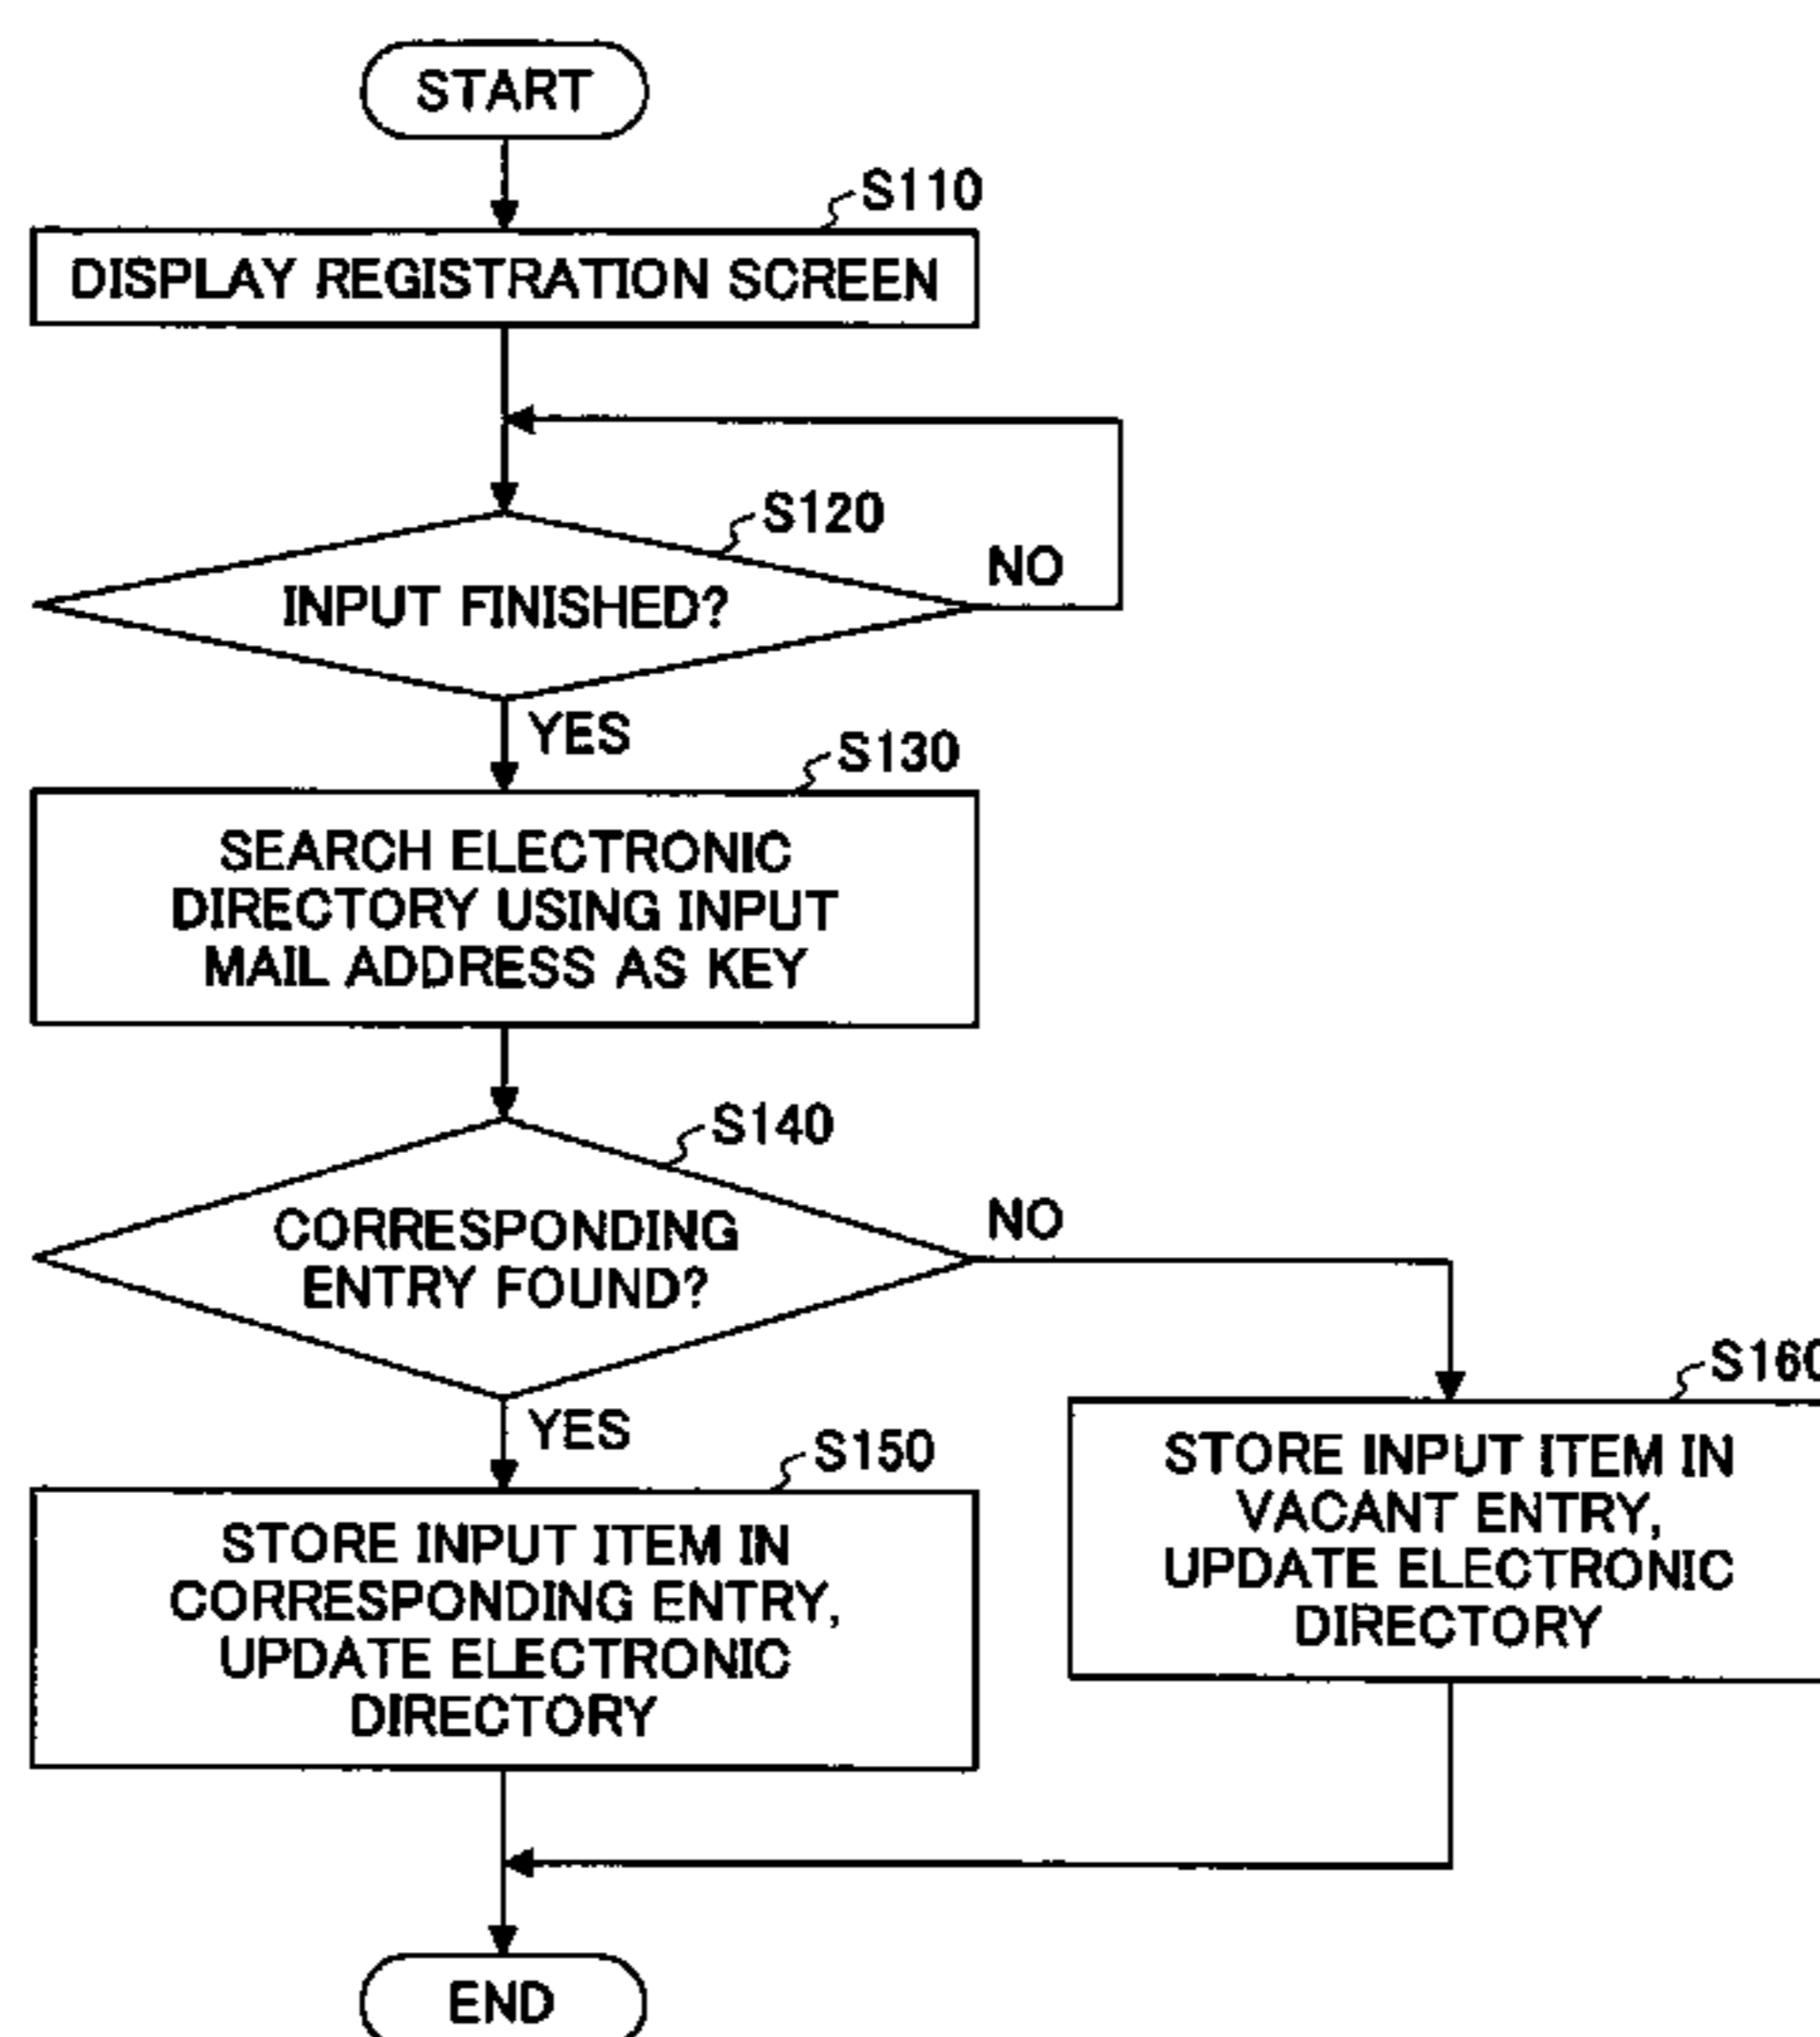 START
S110
DISPLAY REGISTRATION SCREEN
S120
INPUT FINISHED?
NO
YES
S130
SEARCH ELECTRONIC
DIRECTORY USING INPUT
MAIL ADDRESS AS KEY
S140
CORRESPONDING
ENTRY FOUND?
NO
YES
S150
STORE INPUT ITEM IN
CORRESPONDING ENTRY,
UPDATE ELECTRONIC
DIRECTORY
S160
STORE INPUT ITEM IN
VACANT ENTRY,
UPDATE ELECTRONIC
DIRECTORY
END